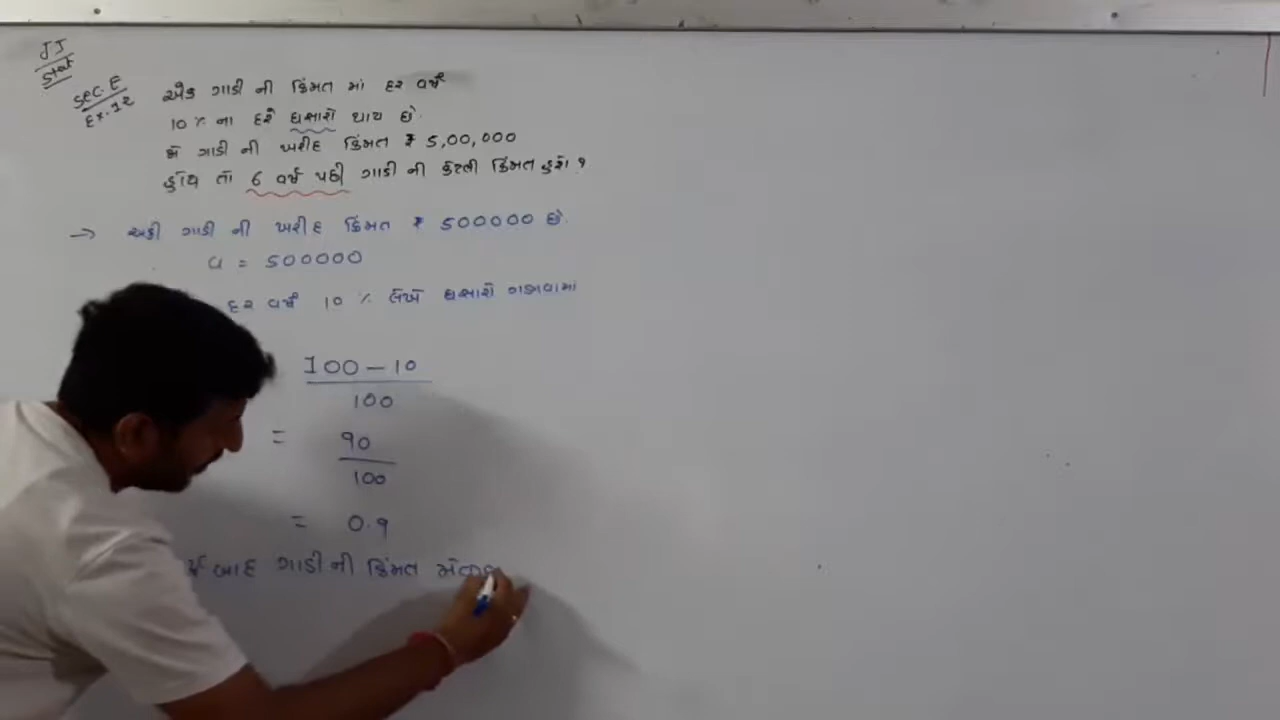 JJ
Stat
Sec. E
Ex. 12
એક ગાડી ની કિંમત માં દર વર્ષે
10 % ના દરે ઘસારો થાય છે.
જો ગાડી ની ખરીદ કિંમત ₹ 5,00,000
હોય તો 6 વર્ષ પછી ગાડી ની કેટલી કિંમત હશે ?
→ અહીં ગાડી ની ખરીદ કિંમત ₹ 500000 છે.
a = 500000
દર વર્ષે 10 % લેખે ઘસારો ગણવામાં
100 – 10
100
= 90
100
= 0.9
બાદ ગાડીની કિંમત